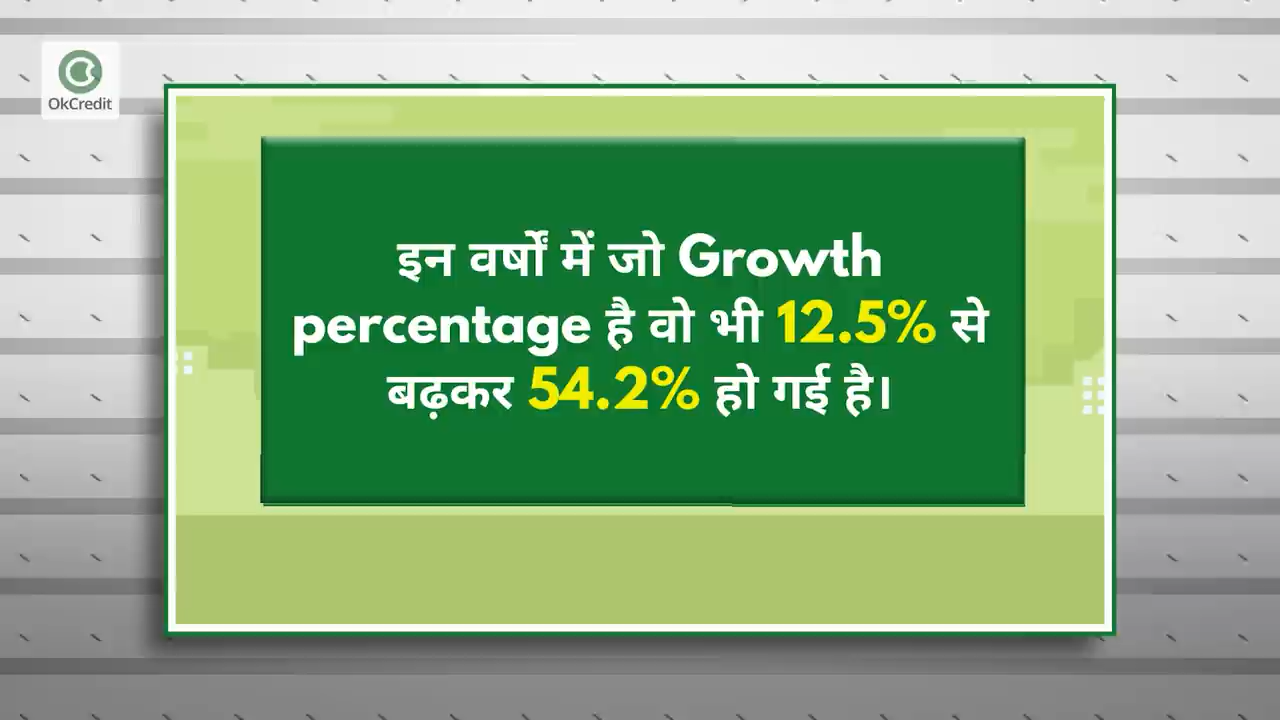 OkCredit
इन वर्षों में जो Growth
percentage है वो भी 12.5% से
बढ़कर 54.2% हो गई है।